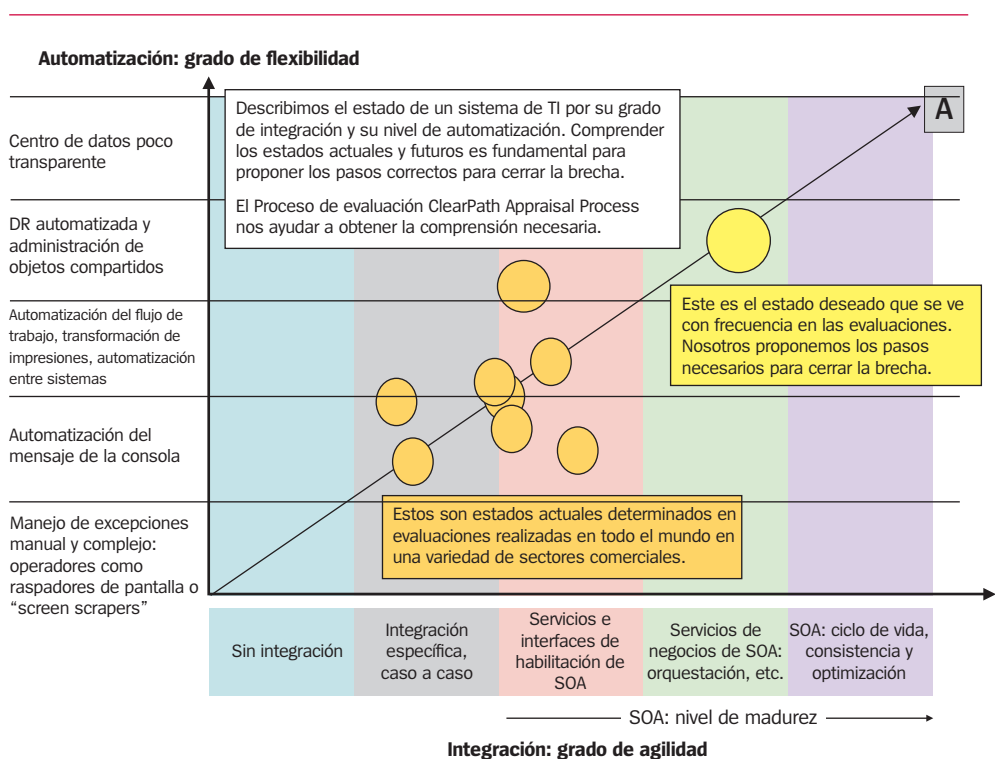 Automatización: grado de flexibilidad
Describimos el estado de un sistema de TI por su grado
de integración y su nivel de automatización. Comprender
los estados actuales y futuros es fundamental para
proponer los pasos correctos para cerrar la brecha.
El Proceso de evaluación ClearPath Appraisal Process
nos ayudar a obtener la comprensión necesaria.
A
Centro de datos poco
transparente
DR automatizada y
administración de
objetos compartidos
Automatización del flujo de
trabajo, transformación de
impresiones, automatización
entre sistemas
Este es el estado deseado que se ve
con frecuencia en las evaluaciones.
Nosotros proponemos los pasos
necesarios para cerrar la brecha.
Automatización del
mensaje de la consola
Manejo de excepciones
manual y complejo:
operadores como
raspadores de pantalla o
“screen scrapers”
Estos son estados actuales determinados en
evaluaciones realizadas en todo el mundo en
una variedad de sectores comerciales.
Sin integración
Integración
específica,
caso a caso
Servicios e
interfaces de
habilitación de
SOA
Servicios de
negocios de SOA:
orquestación, etc.
SOA: ciclo de vida,
consistencia y
optimización
SOA: nivel de madurez
Integración: grado de agilidad